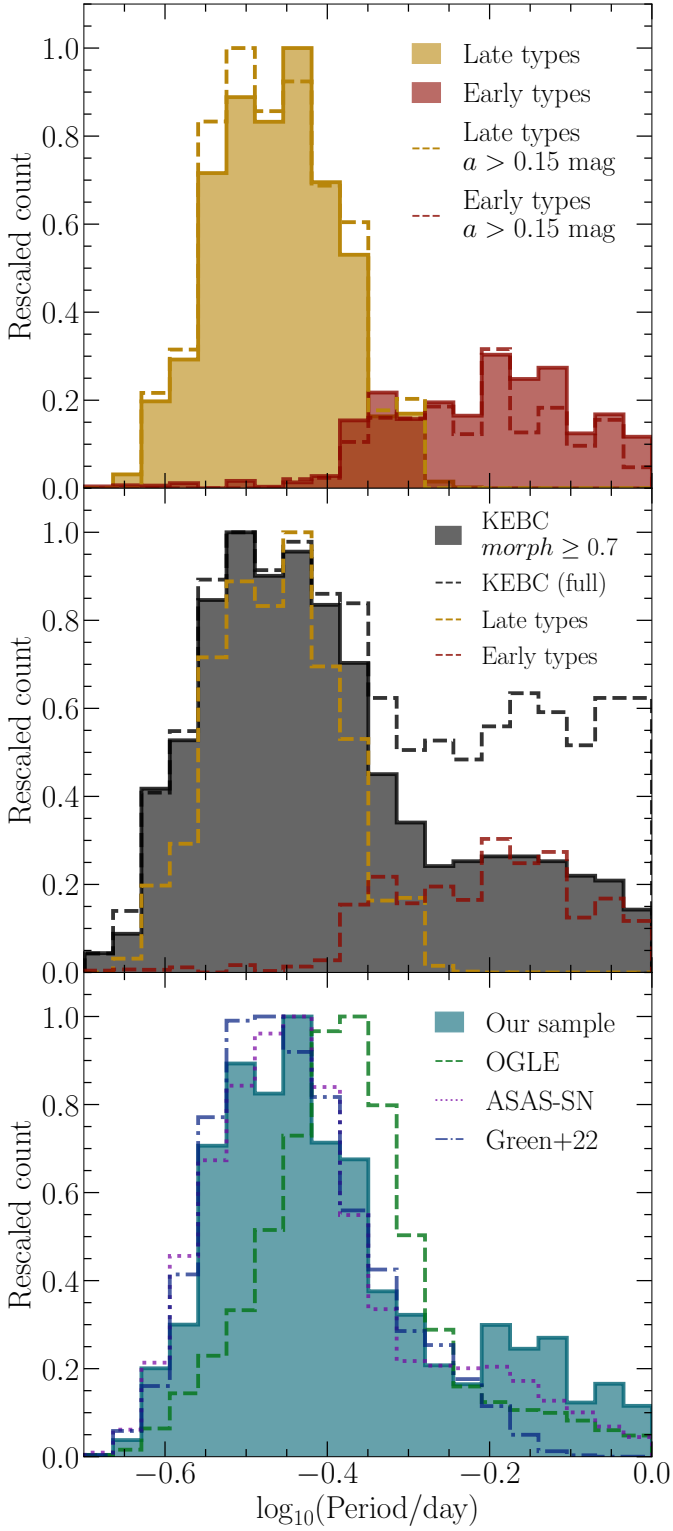 1.0
0.8
0.6
0.4
0.2
0.0
Rescaled count
Late types
Early types
Late types
a > 0.15 mag
Early types
a > 0.15 mag
1.0
0.8
0.6
0.4
0.2
0.0
Rescaled count
KEBC
morph ≥ 0.7
KEBC (full)
Late types
Early types
1.0
0.8
0.6
0.4
0.2
0.0
Rescaled count
Our sample
OGLE
ASAS-SN
Green+22
−0.6 −0.4 −0.2 0.0
log₁₀(Period/day)